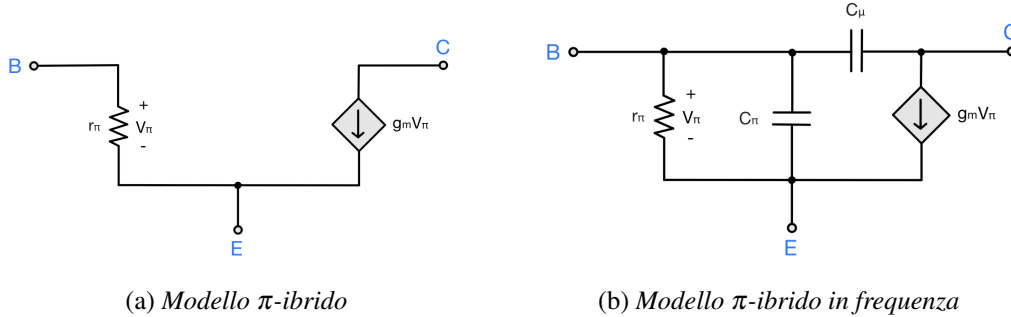 B
C
rπ
+
Vπ
-
gmVπ
E
(a) Modello π-ibrido
Cμ
B
C
rπ
+
Vπ
-
Cπ
gmVπ
E
(b) Modello π-ibrido in frequenza